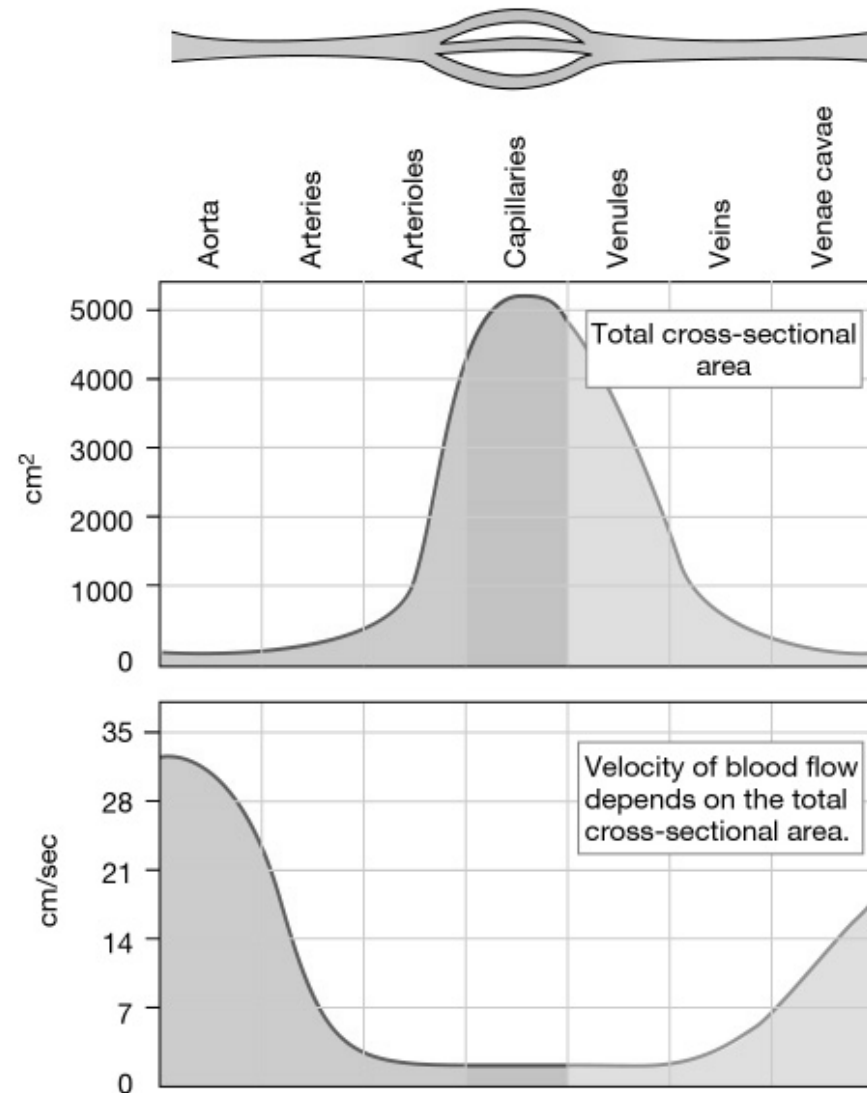 Aorta
Arteries
Arterioles
Capillaries
Venules
Veins
Venae cavae
5000
4000
3000
2000
1000
0
cm²
Total cross-sectional
area
35
28
21
14
7
0
cm/sec
Velocity of blood flow
depends on the total
cross-sectional area.